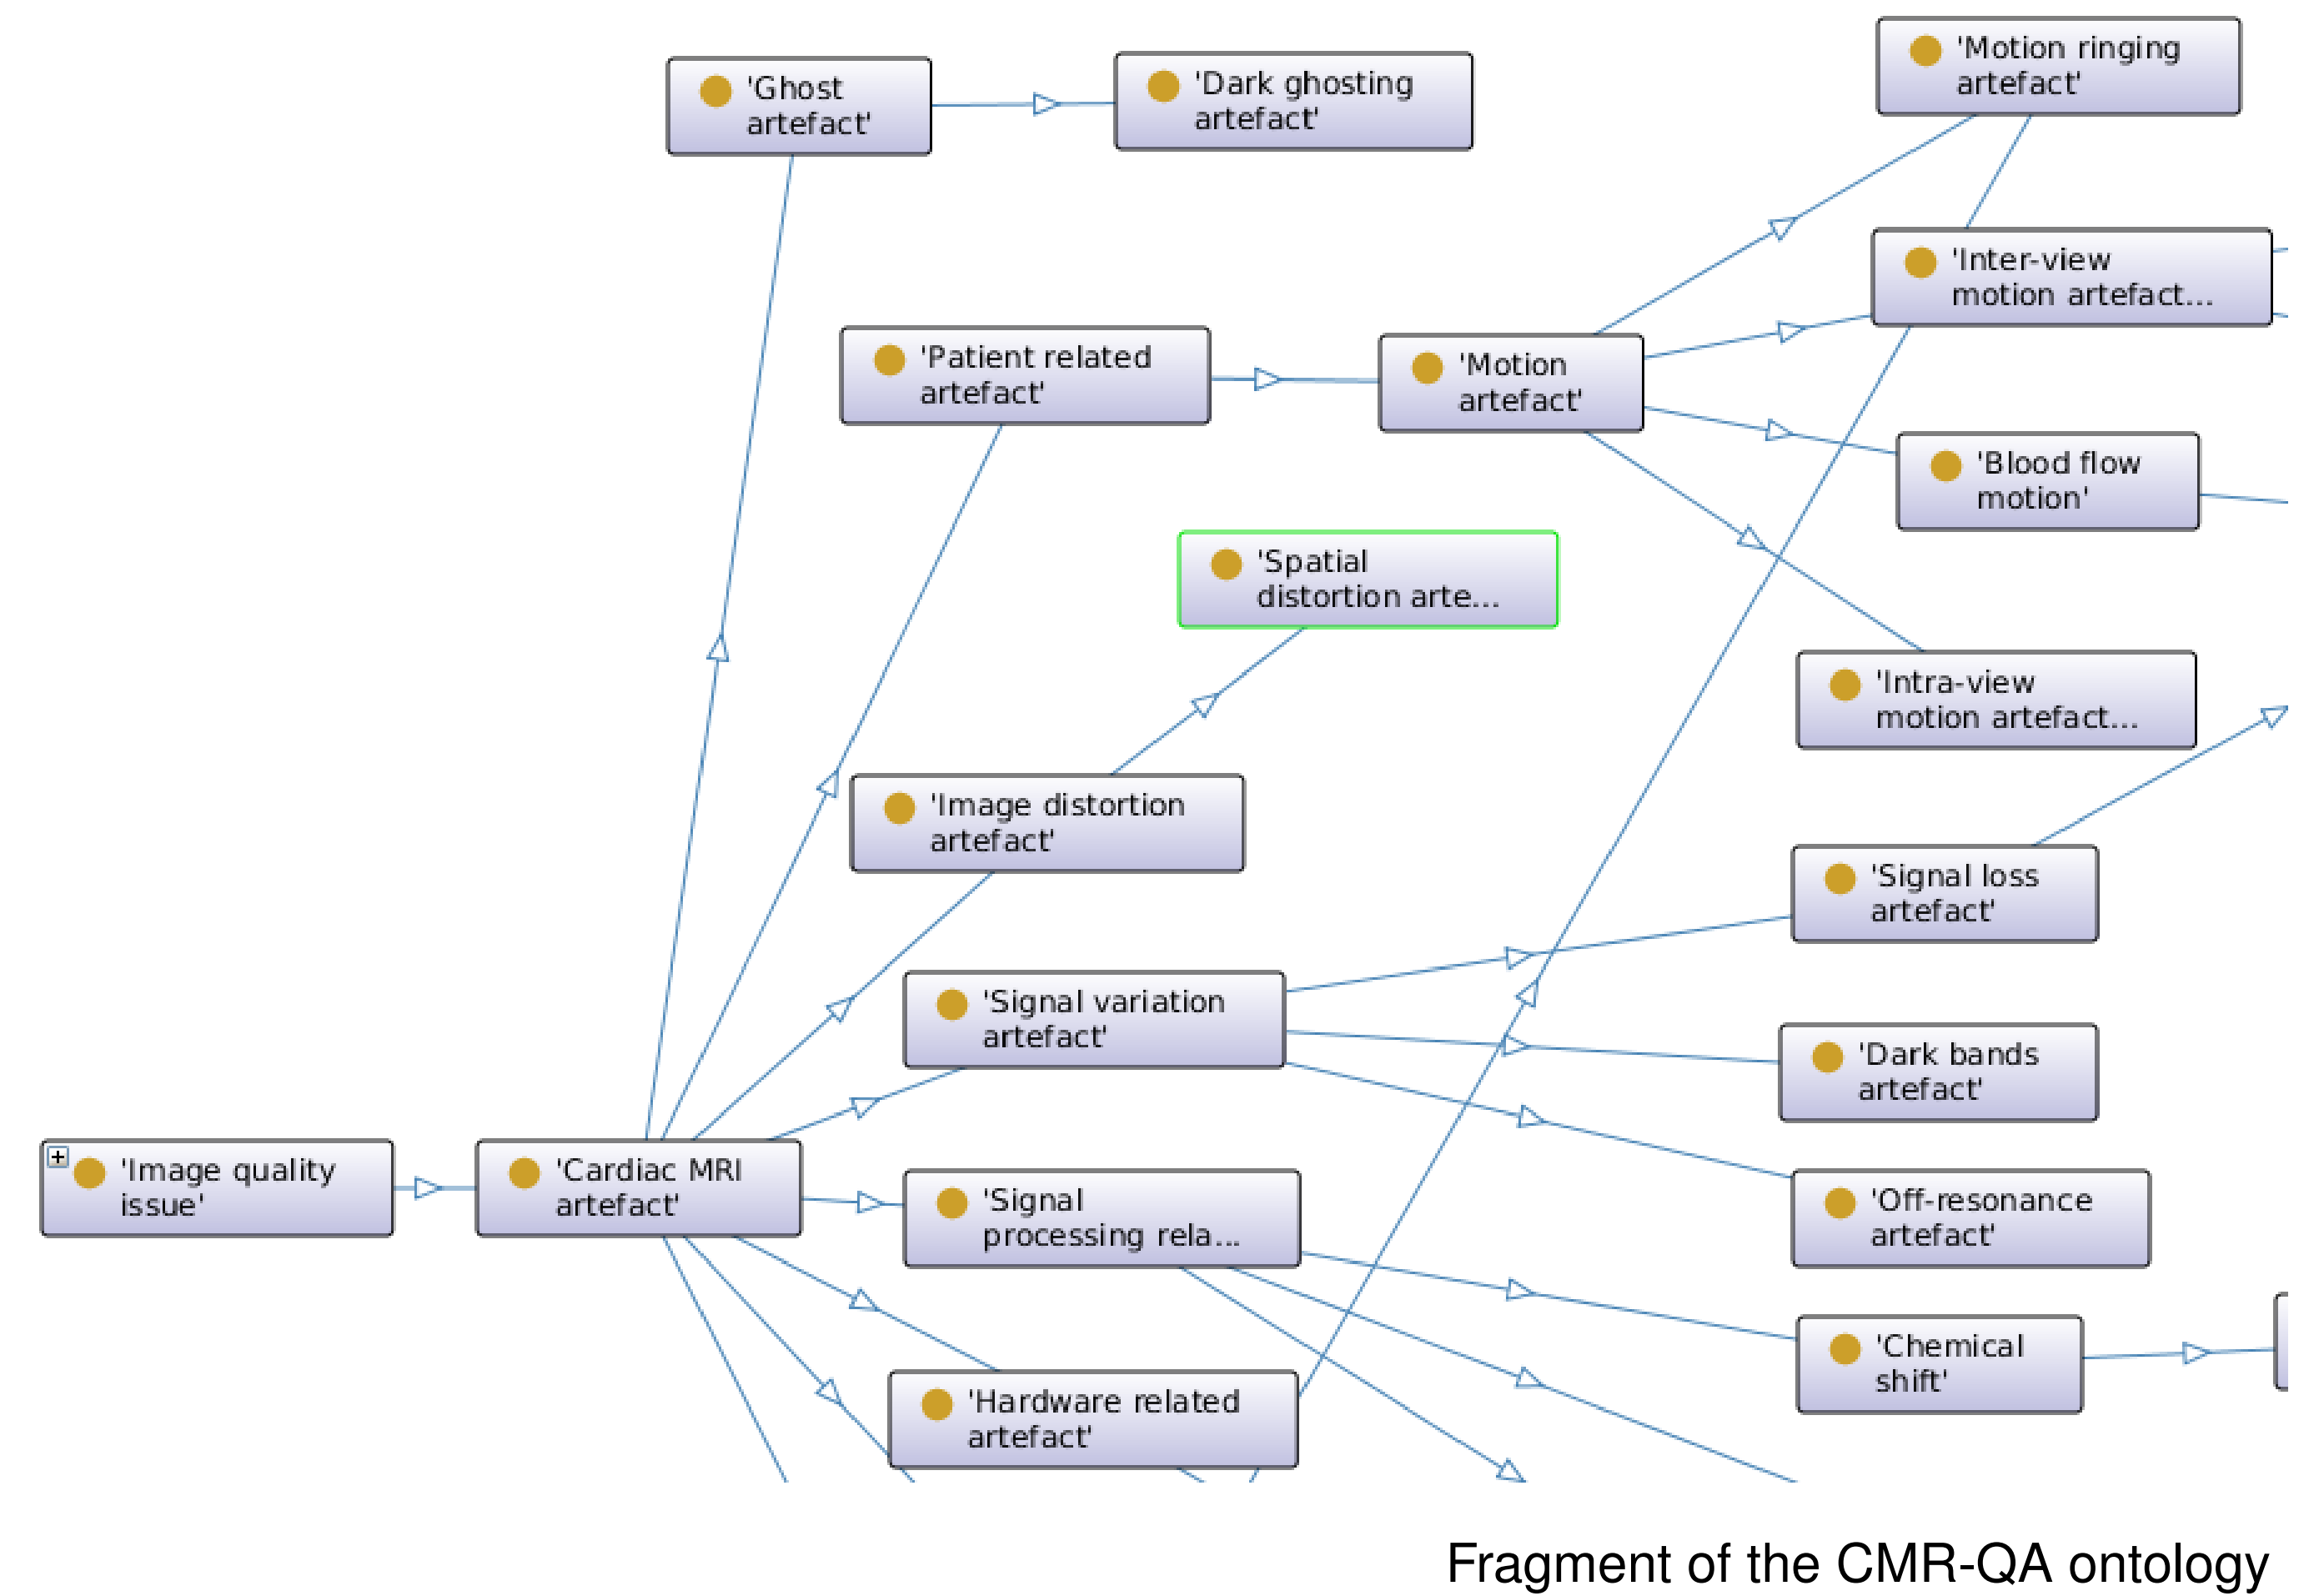 'Motion ringing
artefact'
'Ghost
artefact'
'Dark ghosting
artefact'
'Inter-view
motion artefact...
'Patient related
artefact'
'Motion
artefact'
'Blood flow
motion'
'Spatial
distortion arte...
'Intra-view
motion artefact...
'Image distortion
artefact'
'Signal loss
artefact'
'Signal variation
artefact'
'Dark bands
artefact'
'Image quality
issue'
'Cardiac MRI
artefact'
'Signal
processing rela...
'Off-resonance
artefact'
'Chemical
shift'
'Hardware related
artefact'
Fragment of the CMR-QA ontology